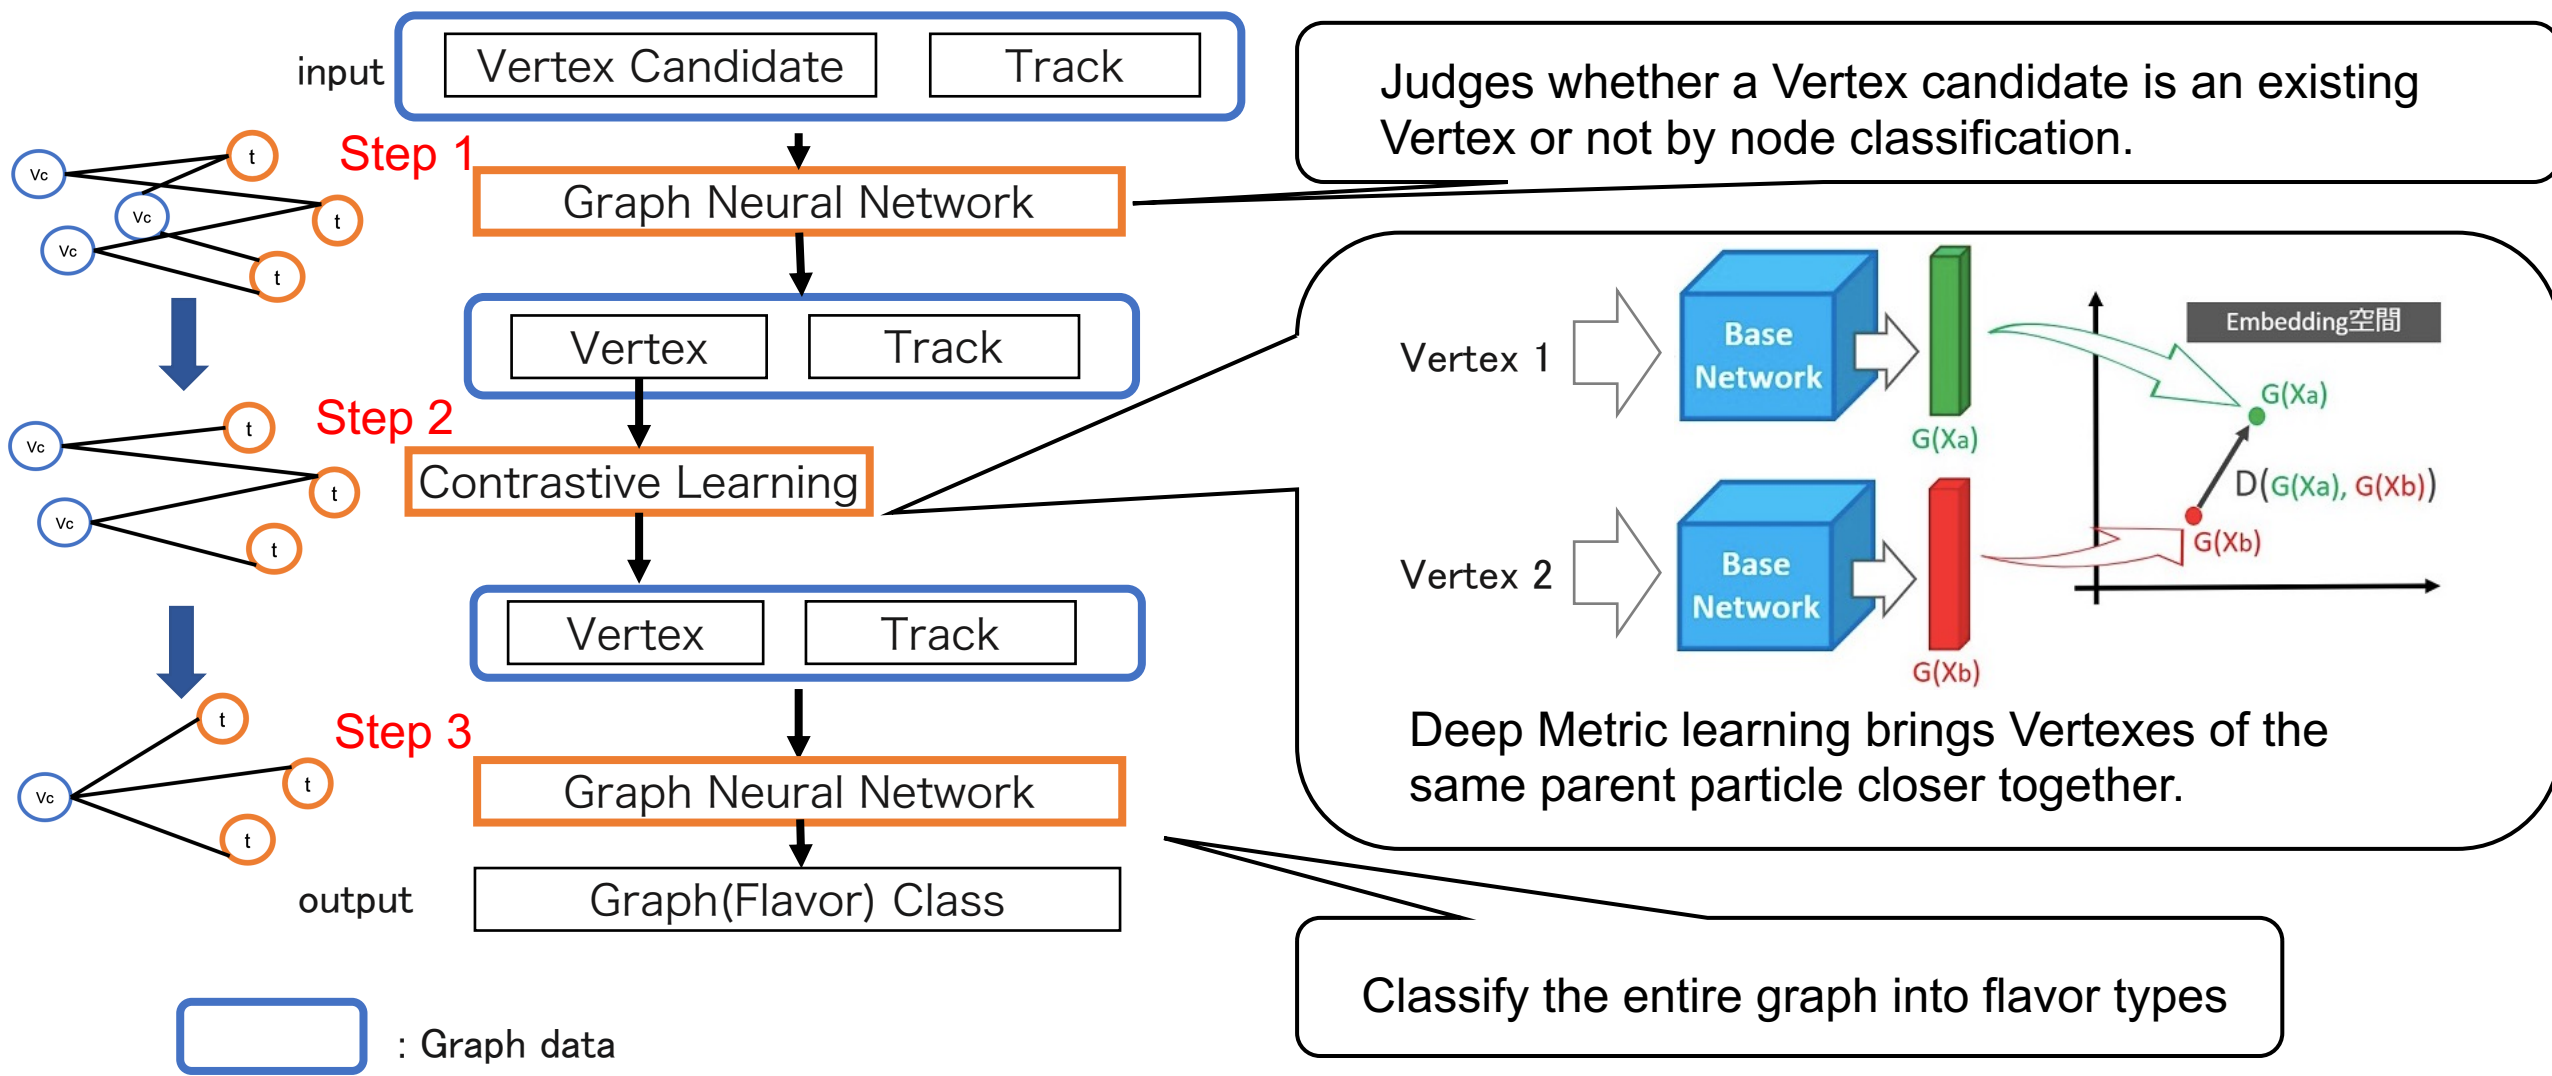 input
Vertex Candidate
Track
Judges whether a Vertex candidate is an existing
Vertex or not by node classification.
Step 1
Vc
t
Vc
t
Vc
t
Graph Neural Network
Vertex
Track
Step 2
Vc
t
t
Vc
t
Contrastive Learning
Vertex 1
Base
Network
G(Xa)
Embedding空間
G(Xa)
D(G(Xa), G(Xb))
G(Xb)
Vertex 2
Base
Network
G(Xb)
Deep Metric learning brings Vertexes of the
same parent particle closer together.
Vertex
Track
Step 3
t
Vc
t
t
Graph Neural Network
output
Graph(Flavor) Class
Classify the entire graph into flavor types
: Graph data